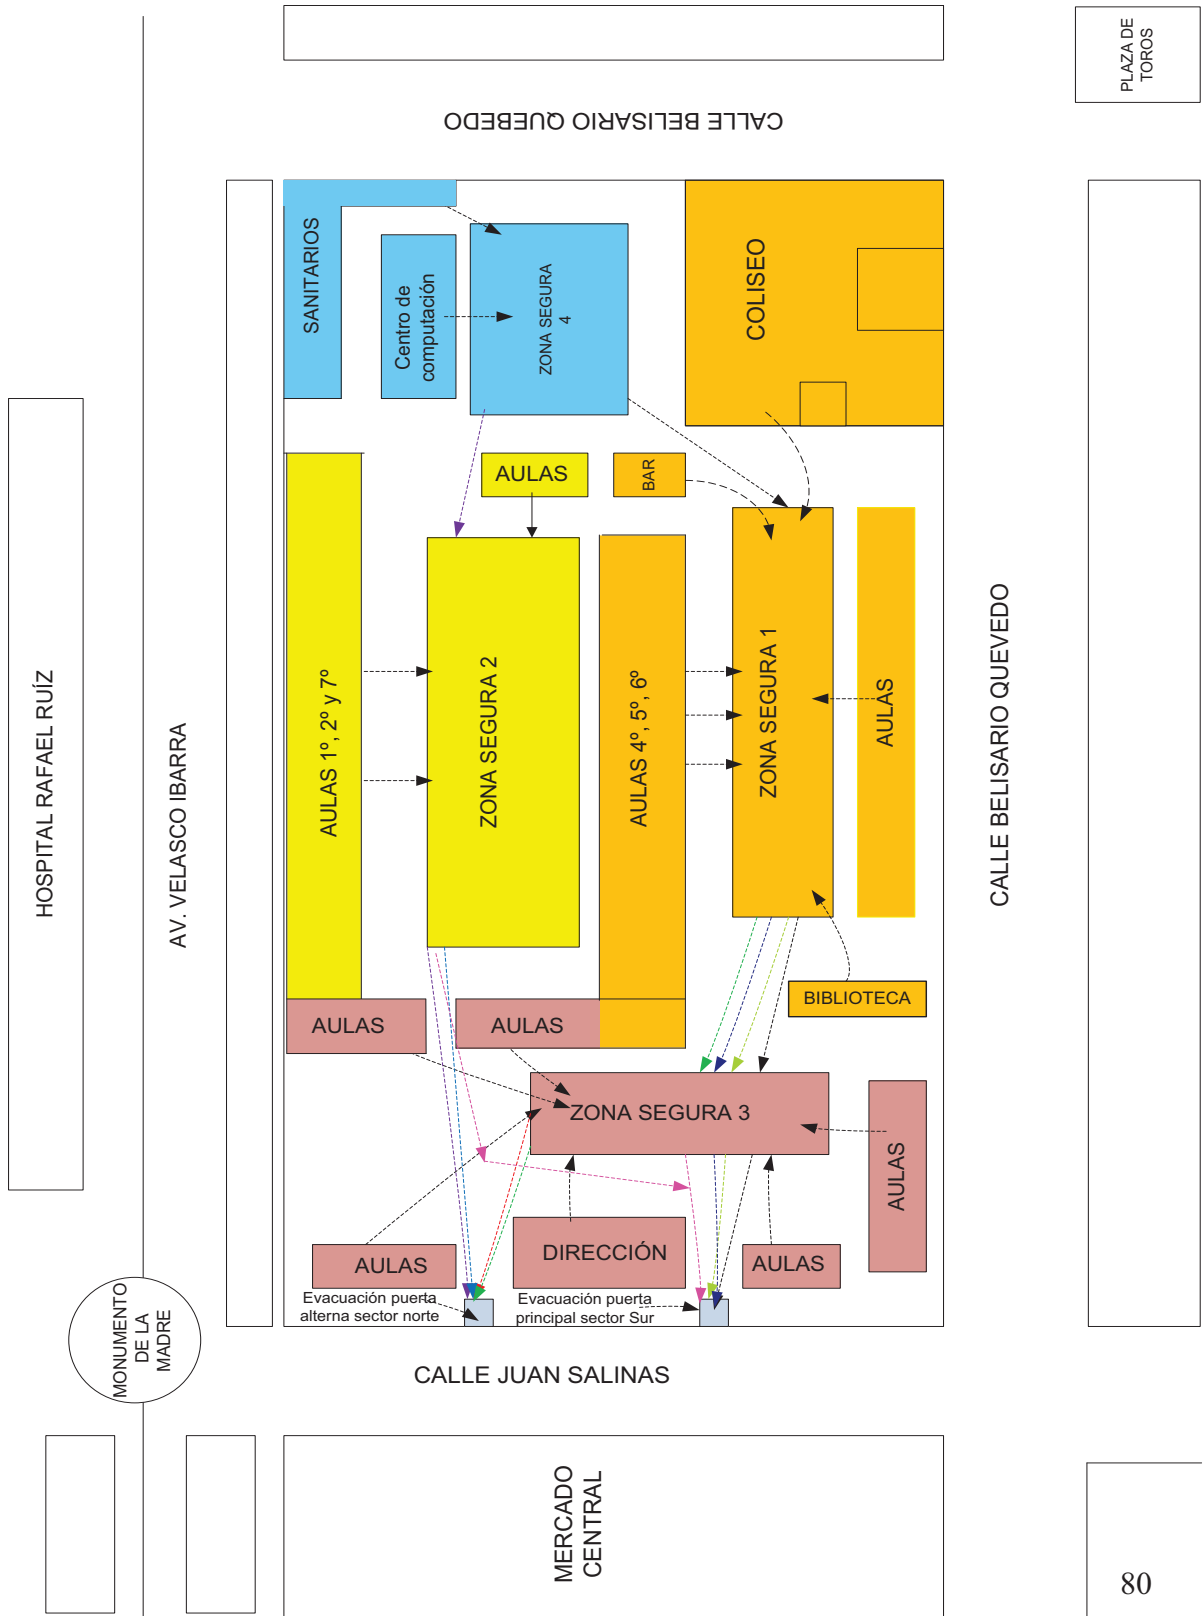 PLAZA DE
TOROS
CALLE BELISARIO QUEBEDO
SANITARIOS
Centro de
computación
ZONA SEGURA
4
COLISEO
AULAS
BAR
HOSPITAL RAFAEL RUÍZ
AV. VELASCO IBARRA
AULAS 1º, 2º y 7º
ZONA SEGURA 2
AULAS 4º, 5º, 6º
ZONA SEGURA 1
AULAS
CALLE BELISARIO QUEVEDO
BIBLIOTECA
AULAS
AULAS
ZONA SEGURA 3
AULAS
AULAS
DIRECCIÓN
AULAS
Evacuación puerta
alterna sector norte
Evacuación puerta
principal sector Sur
MONUMENTO
DE LA
MADRE
CALLE JUAN SALINAS
MERCADO
CENTRAL
80